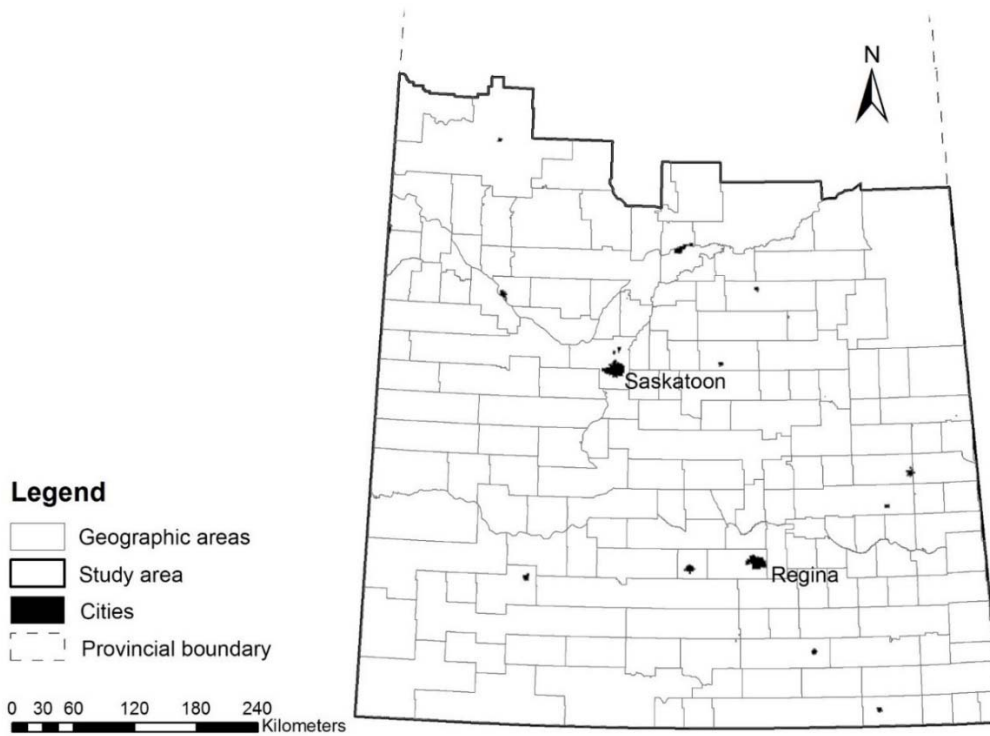 N
Saskatoon
Regina
Legend
Geographic areas
Study area
Cities
Provincial boundary
0 30 60 120 180 240
Kilometers